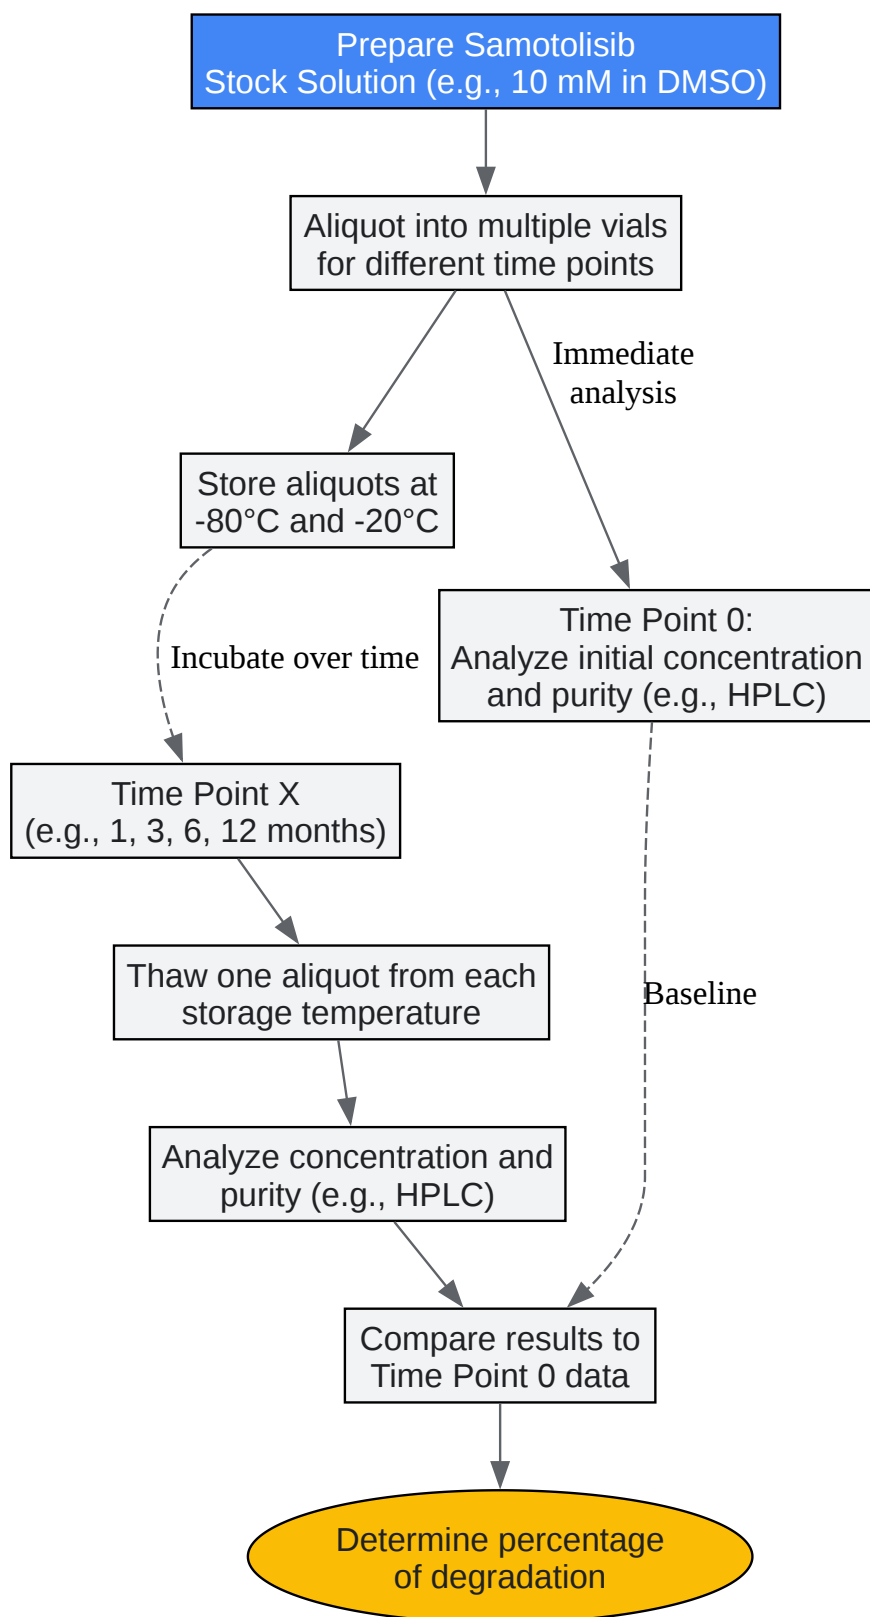 Prepare Samotolisib
Stock Solution (e.g., 10 mM in DMSO)
Aliquot into multiple vials
for different time points
Immediate
analysis
Store aliquots at
-80°C and -20°C
Time Point 0:
Analyze initial concentration
and purity (e.g., HPLC)
Incubate over time
Time Point X
(e.g., 1, 3, 6, 12 months)
Thaw one aliquot from each
storage temperature
Baseline
Analyze concentration and
purity (e.g., HPLC)
Compare results to
Time Point 0 data
Determine percentage
of degradation